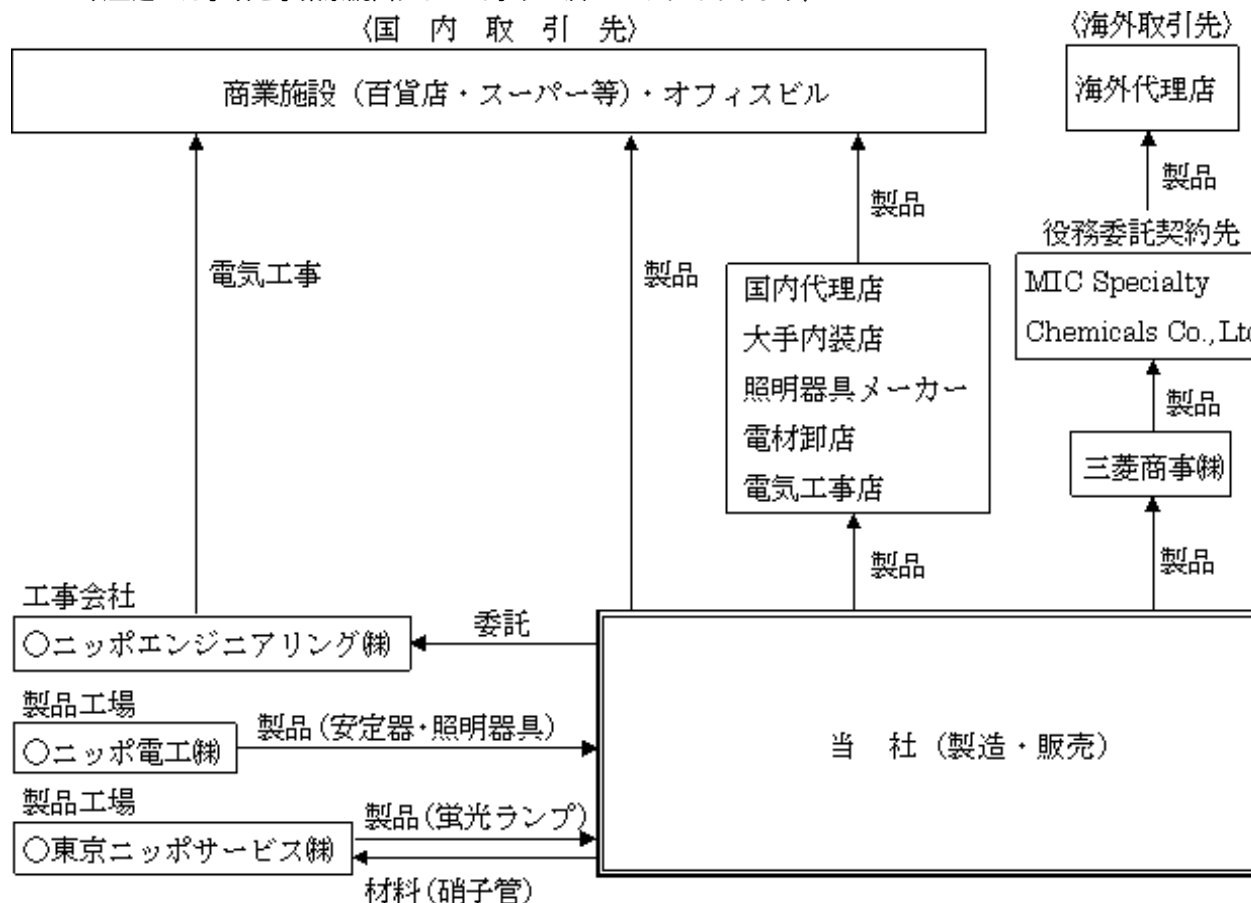 〈国 内 取 引 先〉
〈海外取引先〉
商業施設(百貨店・スーパー等)・オフィスビル
海外代理店
製品
製品
役務委託契約先
電気工事
製品
国内代理店
大手内装店
照明器具メーカー
電材卸店
電気工事店
MIC Specialty
Chemicals Co.,Ltd
製品
三菱商事㈱
製品
製品
工事会社
○ニッポエンジニアリング㈱
委託
製品工場
○ニッポ電工㈱
製品(安定器・照明器具)
当 社(製造・販売)
製品工場
○東京ニッポサービス㈱
製品(蛍光ランプ)
材料(硝子管)